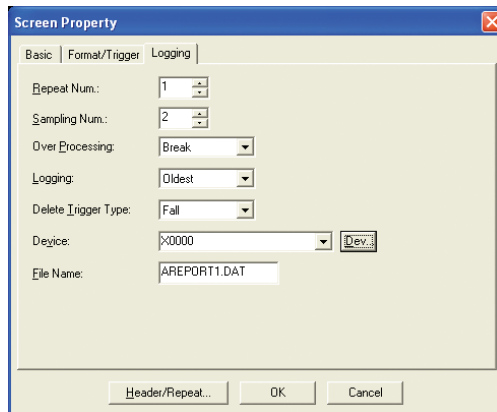 Screen Property
Basic Format/Trigger Logging
Repeat Num.: 1
Sampling Num.: 2
Over Processing: Break
Logging: Oldest
Delete Trigger Type: Fall
Device: X0000 Dev..
File Name: AREPORT1.DAT
Header/Repeat... OK Cancel